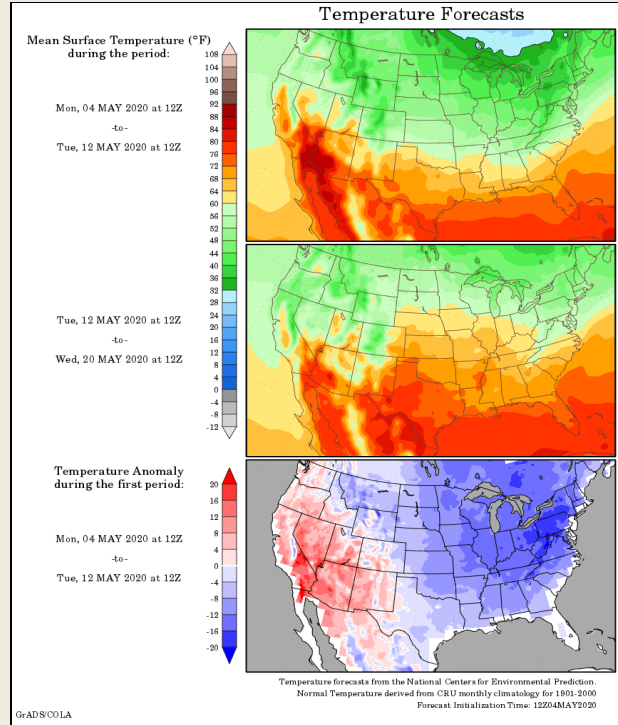 Temperature Forecasts
Mean Surface Temperature (°F)
during the period:
Mon, 04 MAY 2020 at 12Z
-to-
Tue, 12 MAY 2020 at 12Z
108
104
100
96
92
88
84
80
76
72
68
64
60
56
52
48
44
40
36
32
28
24
20
16
12
8
4
0
-4
-8
-12
Tue, 12 MAY 2020 at 12Z
-to-
Wed, 20 MAY 2020 at 12Z
Temperature Anomaly
during the first period:
Mon, 04 MAY 2020 at 12Z
-to-
Tue, 12 MAY 2020 at 12Z
20
16
12
8
4
0
-4
-8
-12
-16
-20
Temperature forecasts from the National Centers for Environmental Prediction.
Normal Temperature derived from CRU monthly climatology for 1901-2000
Forecast Initialization Time: 12Z04MAY2020
GrADS/COLA